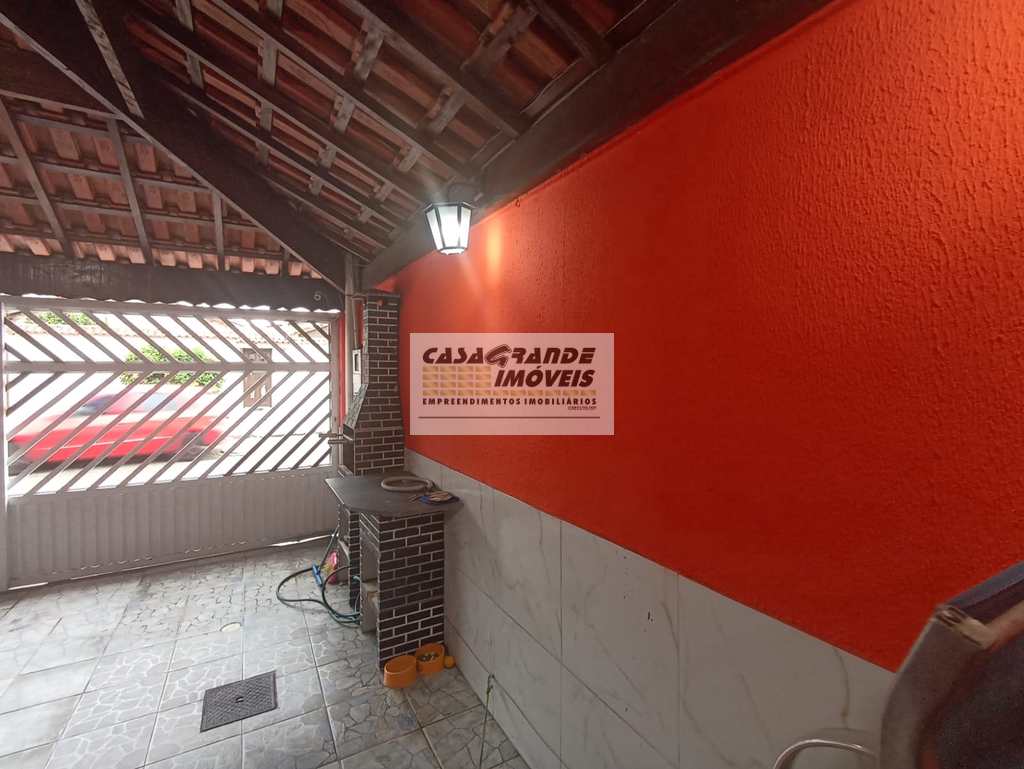 CASAGRANDE
IMÓVEIS
EMPREENDIMENTOS IMOBILIÁRIOS